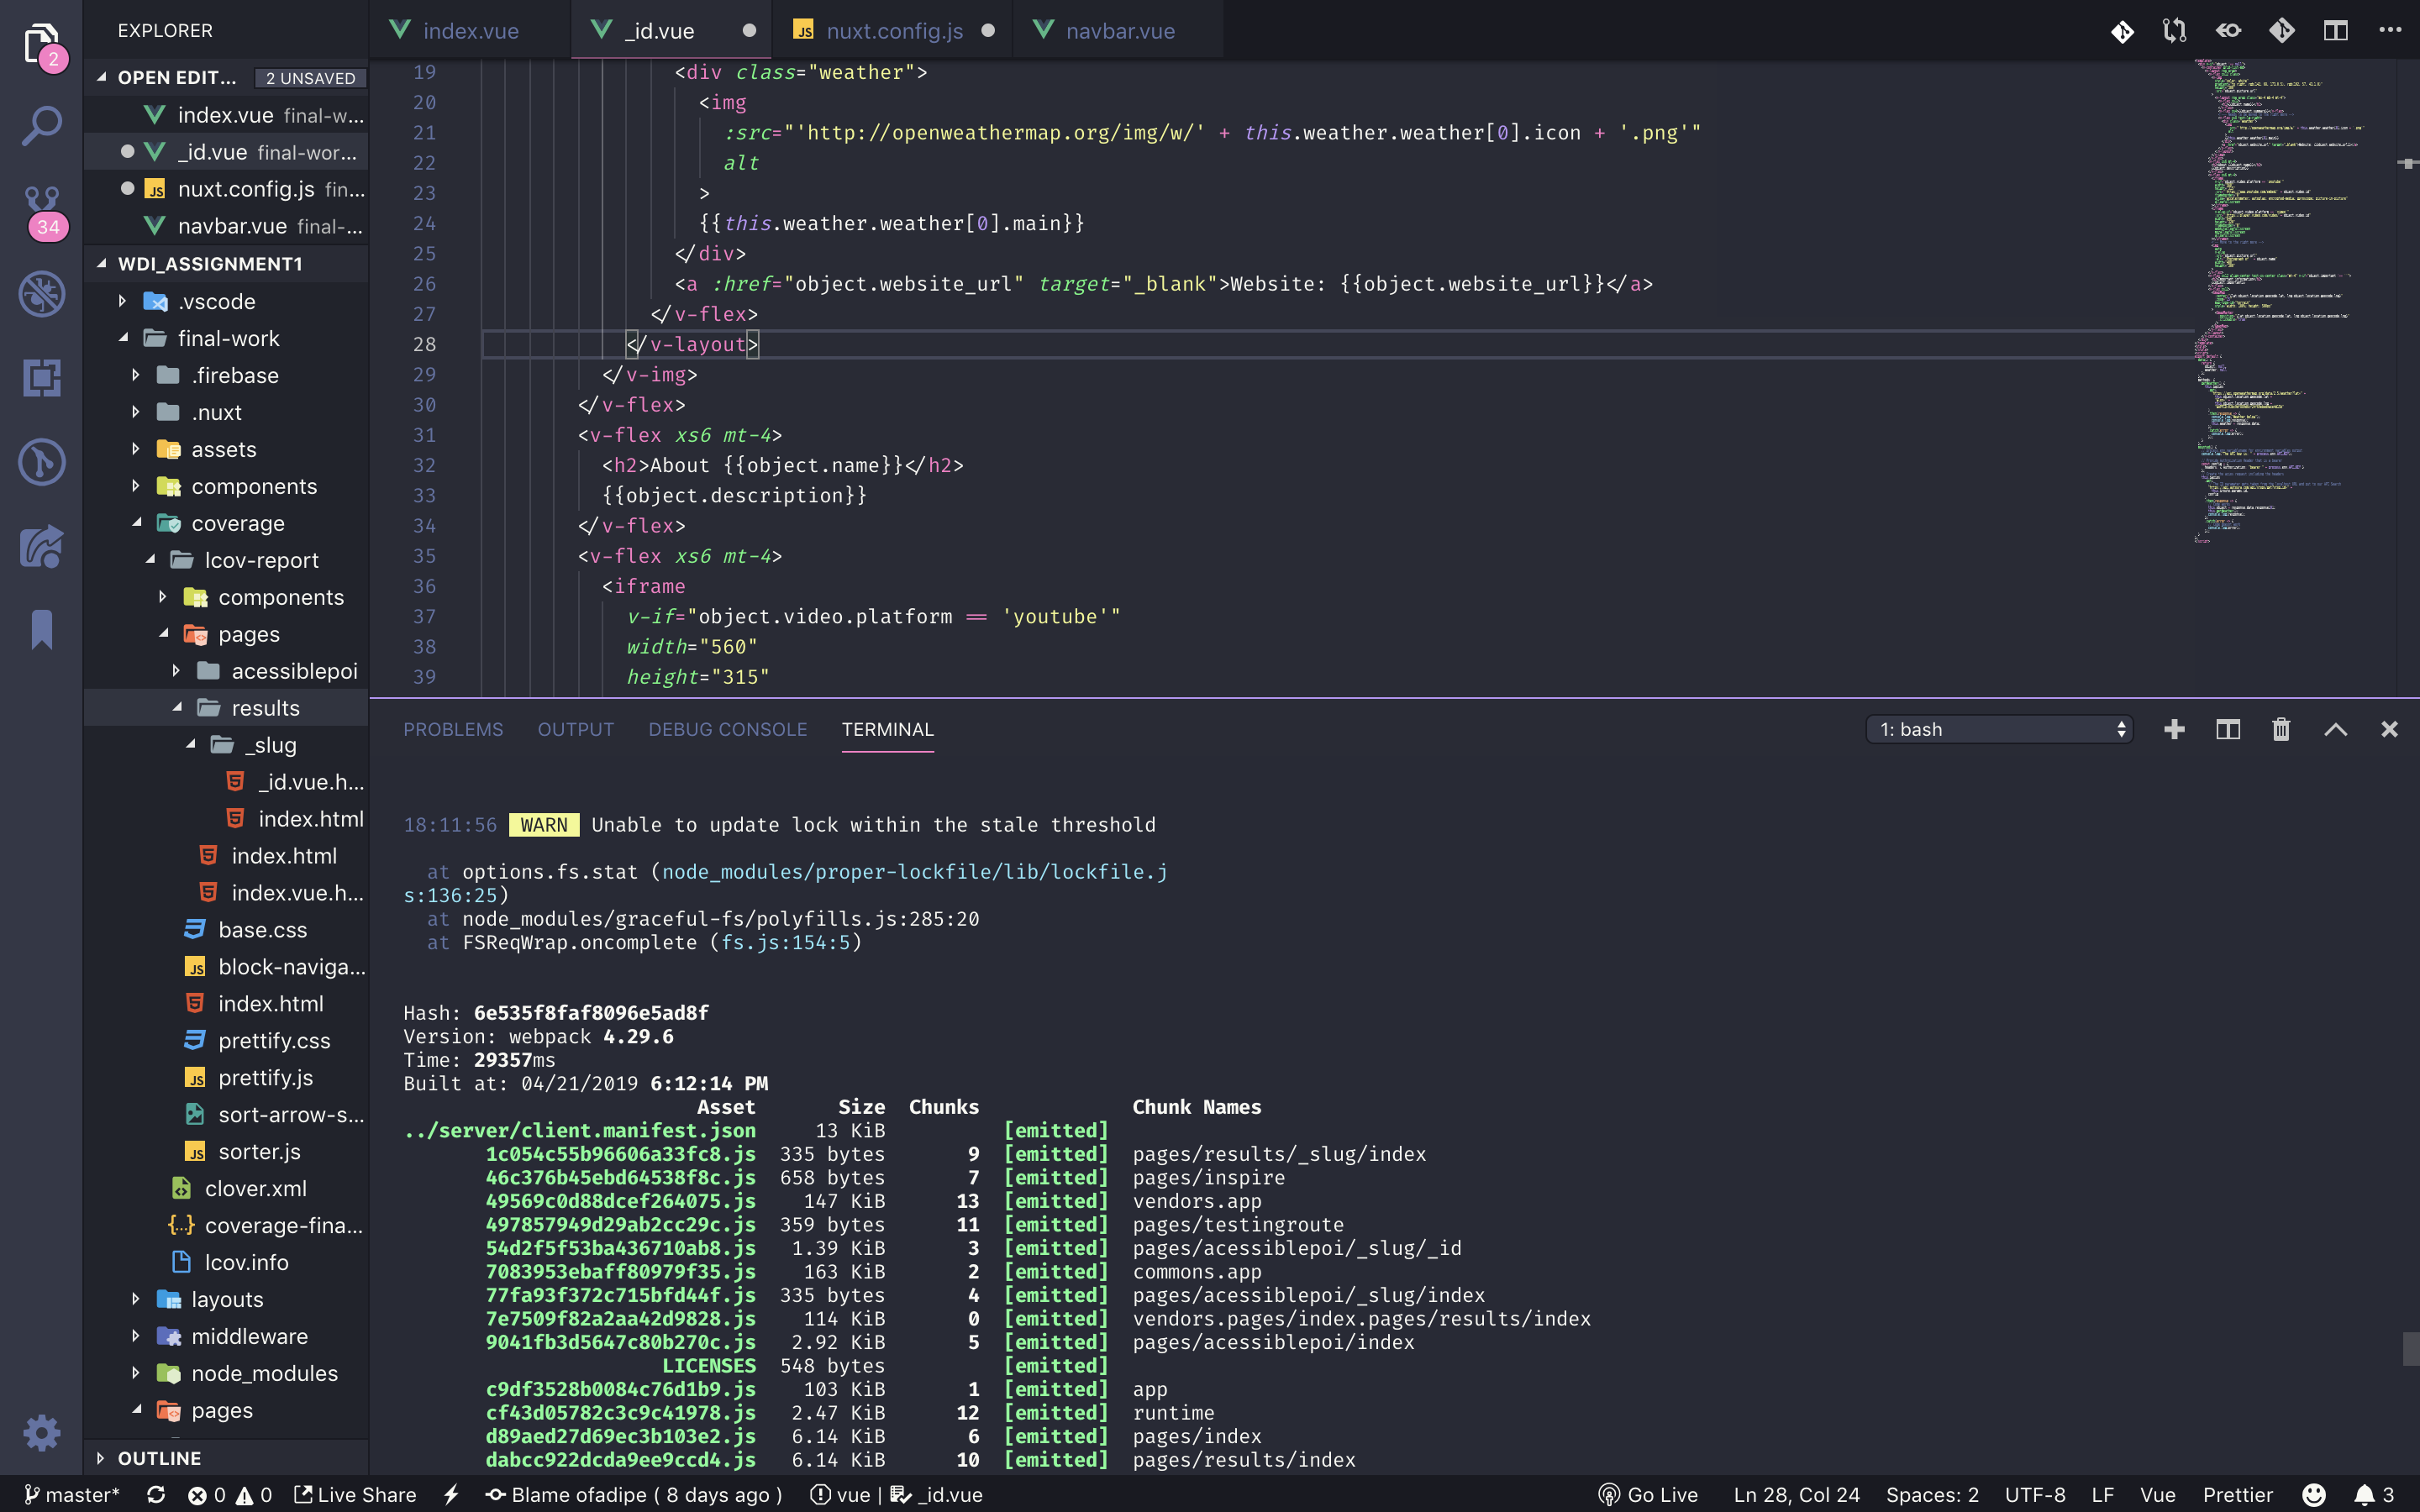 EXPLORER
OPEN EDIT... 2 UNSAVED
index.vue final-w...
_id.vue final-wor...
JS nuxt.config.js fin...
navbar.vue final-...
WDI_ASSIGNMENT1
.vscode
final-work
.firebase
.nuxt
assets
components
coverage
lcov-report
components
pages
acessiblepoi
results
_slug
_id.vue.h...
index.html
index.html
index.vue.h...
base.css
JS block-naviga...
index.html
prettify.css
JS prettify.js
sort-arrow-s...
JS sorter.js
clover.xml
{...} coverage-fina...
lcov.info
layouts
middleware
node_modules
pages
OUTLINE
2
34
index.vue
_id.vue
JS nuxt.config.js
navbar.vue
19 <div class="weather">
20 <img
21 :src="'http://openweathermap.org/img/w/' + this.weather.weather[0].icon + '.png'"
22 alt
23 >
24 {{this.weather.weather[0].main}}
25 </div>
26 <a :href="object.website_url" target="_blank">Website: {{object.website_url}}</a>
27 </v-flex>
28 </v-layout>
29 </v-img>
30 </v-flex>
31 <v-flex xs6 mt-4>
32 <h2>About {{object.name}}</h2>
33 {{object.description}}
34 </v-flex>
35 <v-flex xs6 mt-4>
36 <iframe
37 v-if="object.video.platform == 'youtube'"
38 width="560"
39 height="315"
PROBLEMS OUTPUT DEBUG CONSOLE TERMINAL 1: bash
18:11:56 WARN Unable to update lock within the stale threshold
at options.fs.stat (node_modules/proper-lockfile/lib/lockfile.j
s:136:25)
at node_modules/graceful-fs/polyfills.js:285:20
at FSReqWrap.oncomplete (fs.js:154:5)
Hash: 6e535f8faf8096e5ad8f
Version: webpack 4.29.6
Time: 29357ms
Built at: 04/21/2019 6:12:14 PM
Asset Size Chunks Chunk Names
../server/client.manifest.json 13 KiB [emitted]
1c054c55b96606a33fc8.js 335 bytes 9 [emitted] pages/results/_slug/index
46c376b45ebd64538f8c.js 658 bytes 7 [emitted] pages/inspire
49569c0d88dcef264075.js 147 KiB 13 [emitted] vendors.app
497857949d29ab2cc29c.js 359 bytes 11 [emitted] pages/testingroute
54d2f5f53ba436710ab8.js 1.39 KiB 3 [emitted] pages/acessiblepoi/_slug/_id
7083953ebaff80979f35.js 163 KiB 2 [emitted] commons.app
77fa93f372c715bfd44f.js 335 bytes 4 [emitted] pages/acessiblepoi/_slug/index
7e7509f82a2aa42d9828.js 114 KiB 0 [emitted] vendors.pages/index.pages/results/index
9041fb3d5647c80b270c.js 2.92 KiB 5 [emitted] pages/acessiblepoi/index
LICENSES 548 bytes [emitted]
c9df3528b0084c76d1b9.js 103 KiB 1 [emitted] app
cf43d05782c3c9c41978.js 2.47 KiB 12 [emitted] runtime
d89aed27d69ec3b103e2.js 6.14 KiB 6 [emitted] pages/index
dabcc922dcda9ee9ccd4.js 6.14 KiB 10 [emitted] pages/results/index
master* 0 0 Live Share Blame ofadipe ( 8 days ago ) vue | _id.vue Go Live Ln 28, Col 24 Spaces: 2 UTF-8 LF Vue Prettier 3